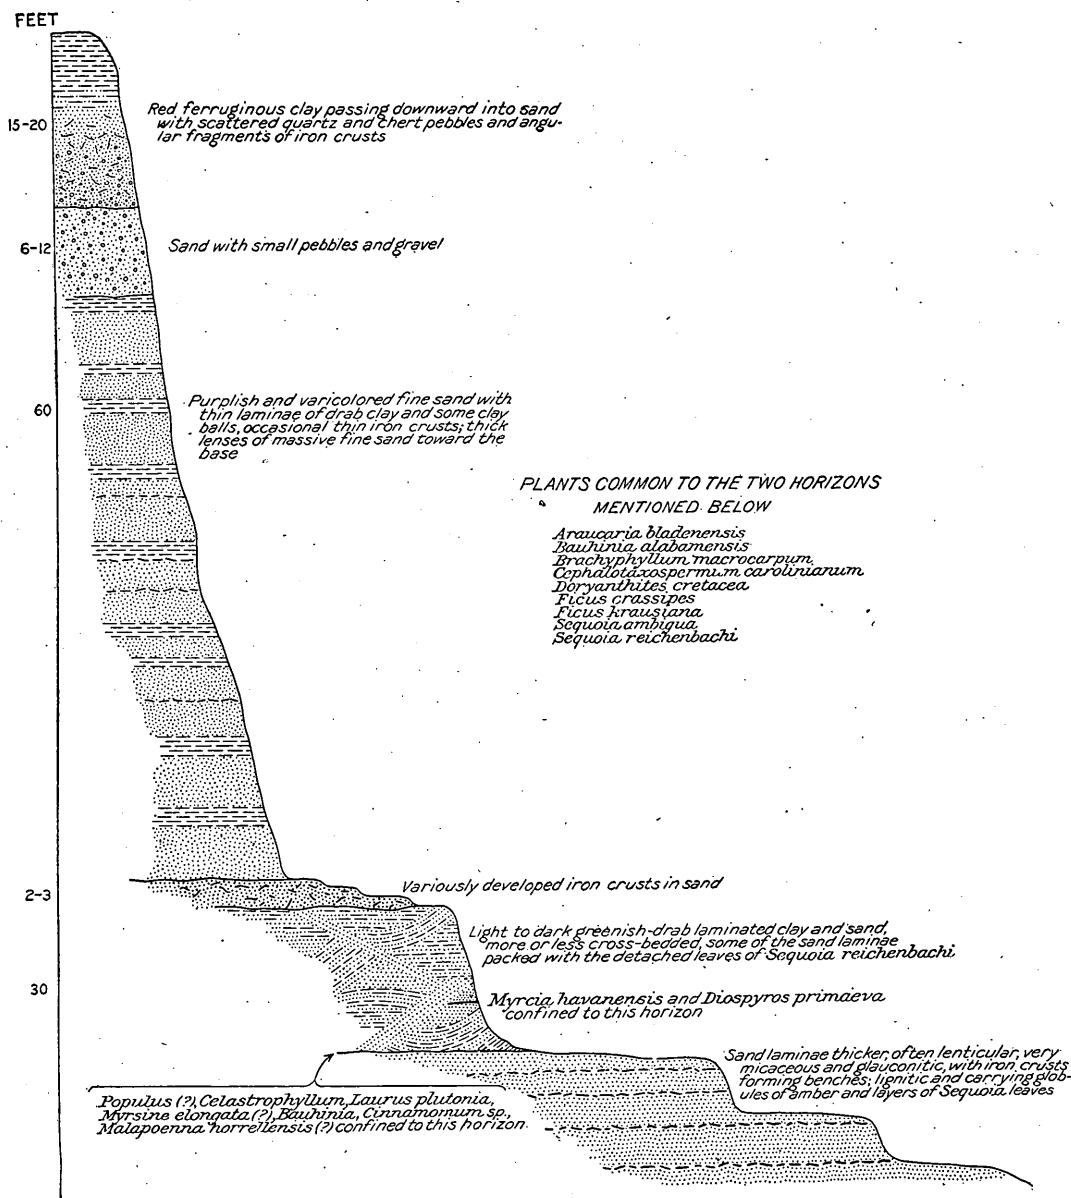 FEET
Red ferruginous clay passing downward into sand
15-20
with scattered quartz and chert pebbles and angu-
lar fragments of iron crusts
6-12
Sand with small pebbles and gravel
Purplish and varicolored fine sand with
60
thin laminae of drab clay and some clay
balls, occasional thin iron crusts; thick
lenses of massive fine sand toward the
base
PLANTS COMMON TO THE TWO HORIZONS
MENTIONED BELOW
Araucaria bladenensis
Bauhinia alabamensis
Brachyphyllum macrocarpum
Cephalotaxospermum carolinianum
Doryanthites cretacea
Ficus crassipes
Ficus krausiana
Sequoia ambigua
Sequoia reichenbachi
2-3
Variously developed iron crusts in sand
Light to dark greenish-drab laminated clay and sand,
more or less cross-bedded, some of the sand laminae
packed with the detached leaves of Sequoia reichenbachi
30
Myrcia havanensis and Diospyros primaeva
confined to this horizon
Sand laminae thicker, often lenticular, very
micaceous and glauconitic, with iron crusts
forming benches; lignitic and carrying glob-
ules of amber and layers of Sequoia leaves
Populus (?), Celastrophyllum, Laurus plutonia,
Myrsine elongata (?), Bauhinia, Cinnamomum sp.,
Malapoenna horrellensis (?) confined to this horizon.